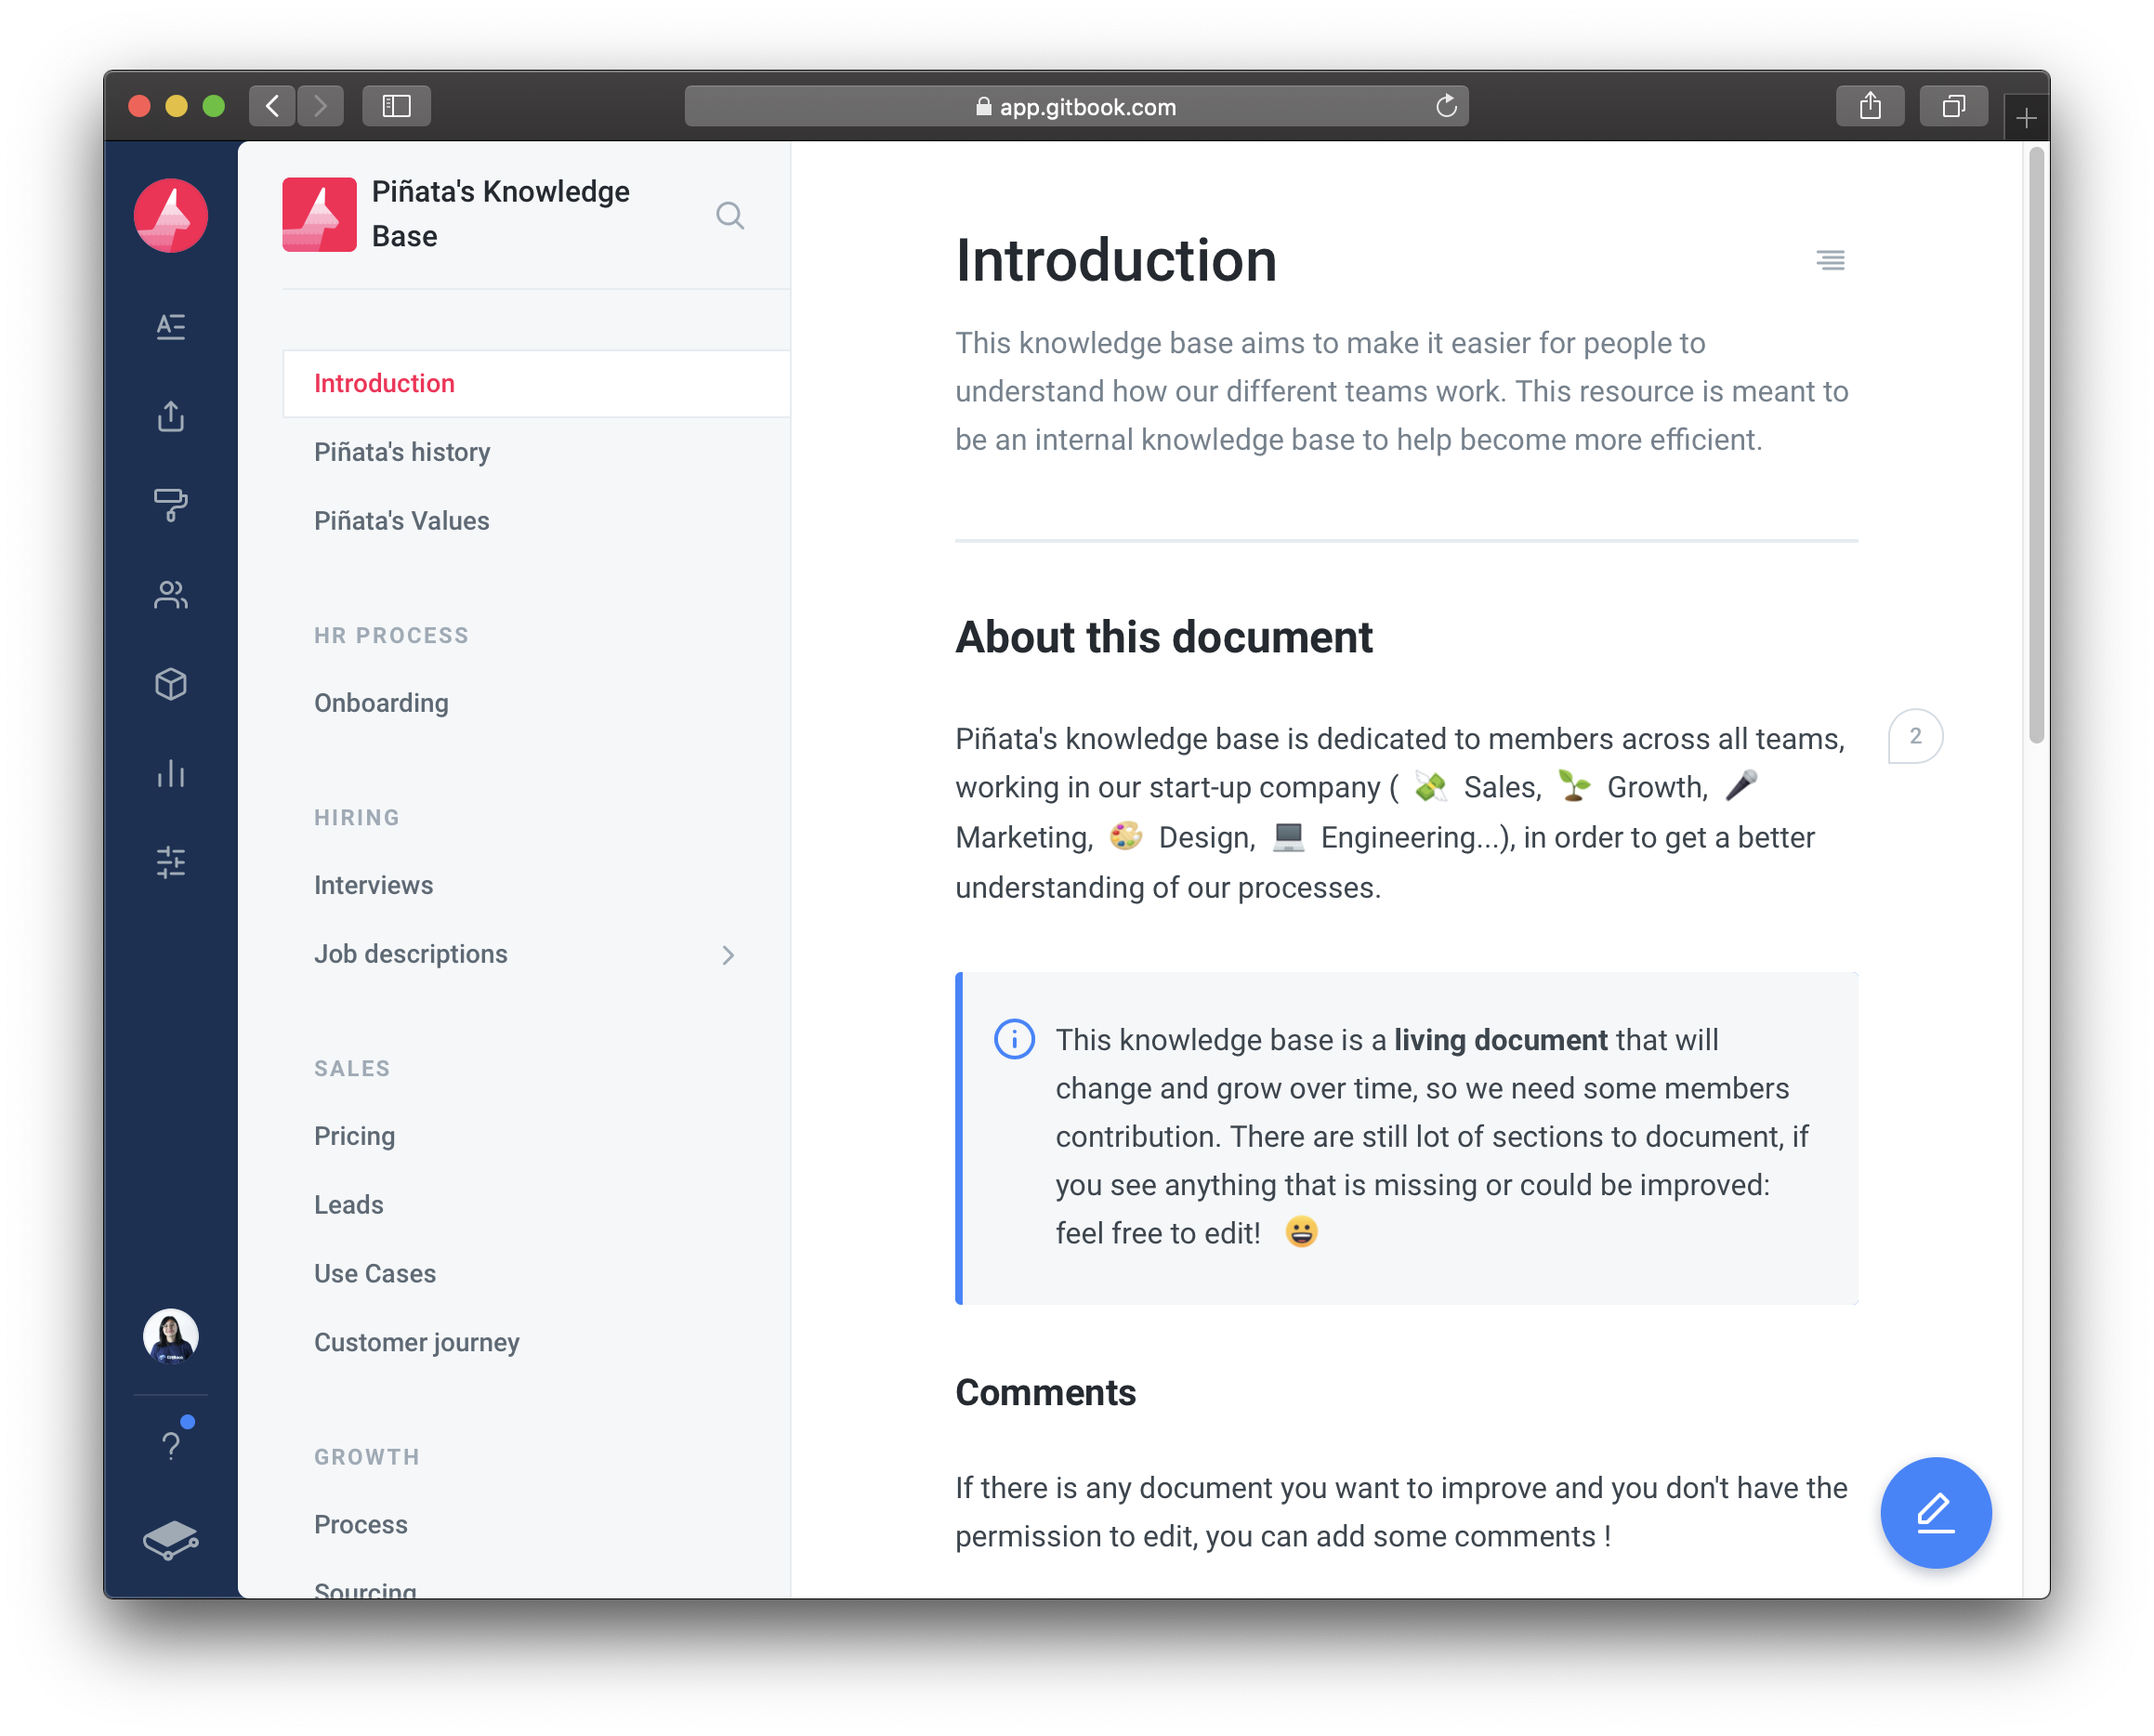 app.gitbook.com
Piñata's Knowledge
Base
Introduction
Piñata's history
Piñata's Values
HR PROCESS
Onboarding
HIRING
Interviews
Job descriptions
SALES
Pricing
Leads
Use Cases
Customer journey
GROWTH
Process
Sourcing
Introduction
This knowledge base aims to make it easier for people to
understand how our different teams work. This resource is meant to
be an internal knowledge base to help become more efficient.
About this document
Piñata's knowledge base is dedicated to members across all teams,
working in our start-up company ( 💸 Sales, 🌱 Growth, 🎤
Marketing, 🎨 Design, 💻 Engineering...), in order to get a better
understanding of our processes.
2
This knowledge base is a living document that will
change and grow over time, so we need some members
contribution. There are still lot of sections to document, if
you see anything that is missing or could be improved:
feel free to edit! 😀
Comments
If there is any document you want to improve and you don't have the
permission to edit, you can add some comments !